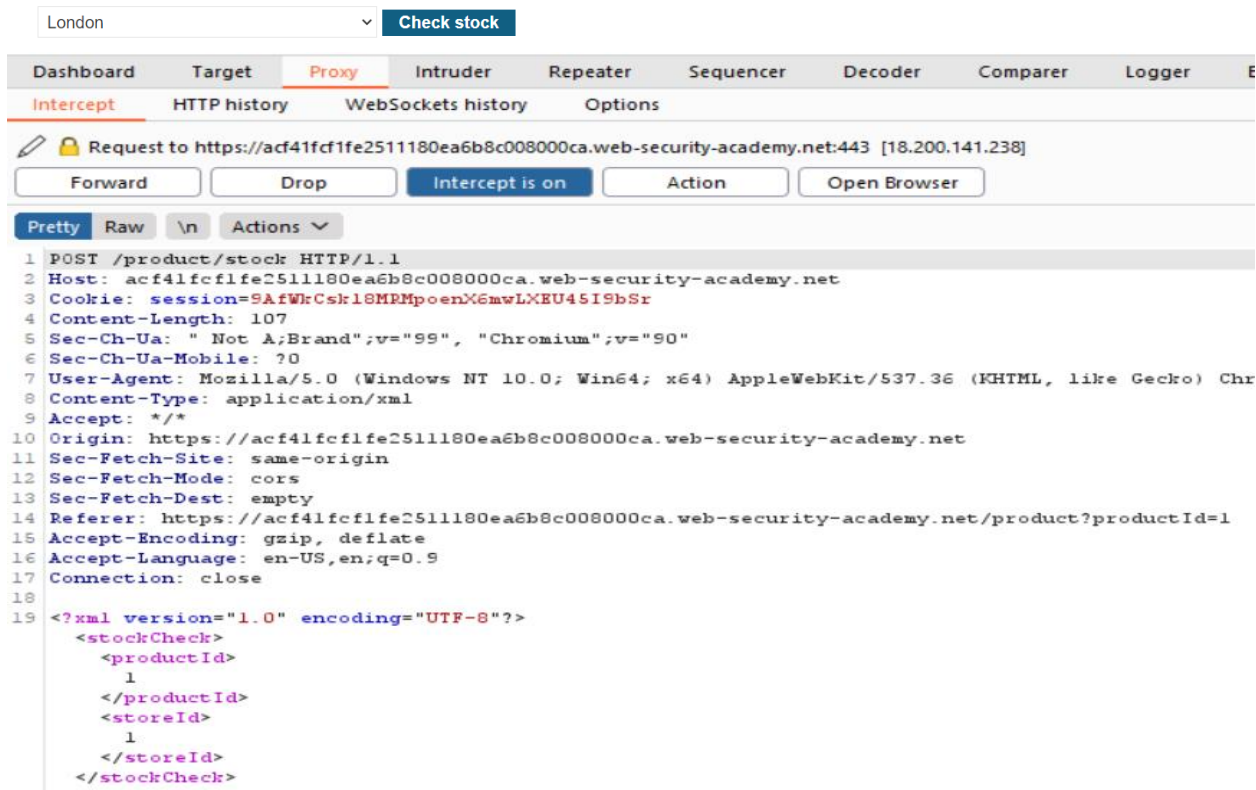 London Check stock
Dashboard Target Proxy Intruder Repeater Sequencer Decoder Comparer Logger
Intercept HTTP history WebSockets history Options
Request to https://acf41fcf1fe2511180ea6b8c008000ca.web-security-academy.net:443 [18.200.141.238]
Forward Drop Intercept is on Action Open Browser
Pretty Raw \n Actions
1 POST /product/stock HTTP/1.1
2 Host: acf41fcf1fe2511180ea6b8c008000ca.web-security-academy.net
3 Cookie: session=9AfWkCskl8MPMpoenX6mwLXEU45I9bSr
4 Content-Length: 107
5 Sec-Ch-Ua: " Not A;Brand";v="99", "Chromium";v="90"
6 Sec-Ch-Ua-Mobile: ?0
7 User-Agent: Mozilla/5.0 (Windows NT 10.0; Win64; x64) AppleWebKit/537.36 (KHTML, like Gecko) Chr
8 Content-Type: application/xml
9 Accept: */*
10 Origin: https://acf41fcf1fe2511180ea6b8c008000ca.web-security-academy.net
11 Sec-Fetch-Site: same-origin
12 Sec-Fetch-Mode: cors
13 Sec-Fetch-Dest: empty
14 Referer: https://acf41fcf1fe2511180ea6b8c008000ca.web-security-academy.net/product?productId=1
15 Accept-Encoding: gzip, deflate
16 Accept-Language: en-US,en;q=0.9
17 Connection: close
18
19 <?xml version="1.0" encoding="UTF-8"?>
<stockCheck>
<productId>
1
</productId>
<storeId>
1
</storeId>
</stockCheck>